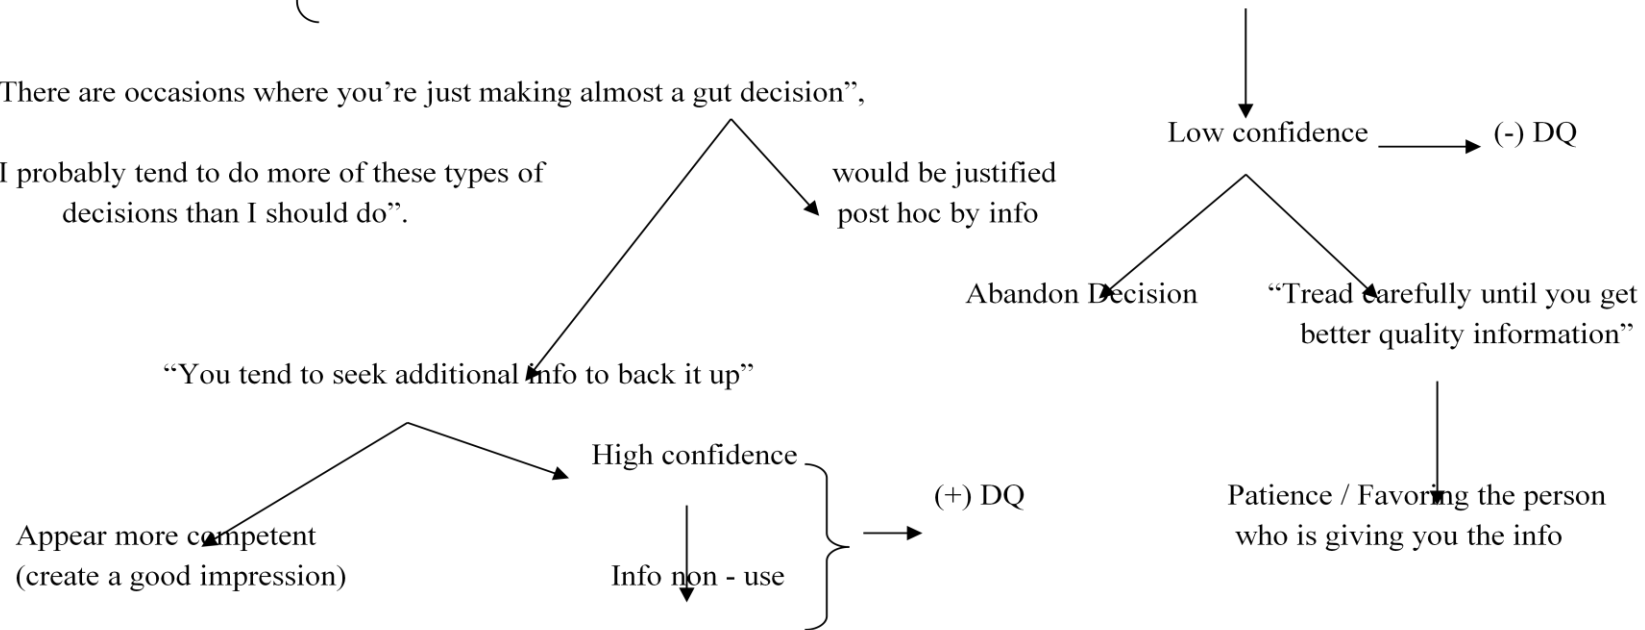 There are occasions where you’re just making almost a gut decision”,
I probably tend to do more of these types of
decisions than I should do”.
would be justified
post hoc by info
“You tend to seek additional info to back it up”
High confidence
Appear more competent
(create a good impression)
Info non - use
(+) DQ
Low confidence
(-) DQ
Abandon Decision
“Tread carefully until you get
better quality information”
Patience / Favoring the person
who is giving you the info